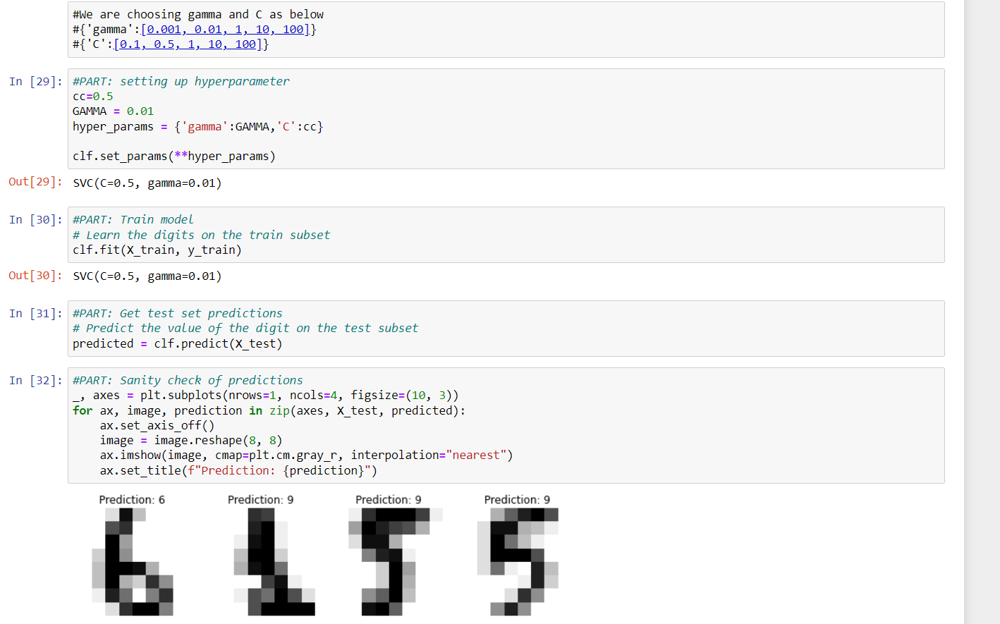 #We are choosing gamma and C as below
#{'gamma':[0.001, 0.01, 1, 10, 100]}
#{'C':[0.1, 0.5, 1, 10, 100]}
In [29]: #PART: setting up hyperparameter
cc=0.5
GAMMA = 0.01
hyper_params = {'gamma':GAMMA,'C':cc}
clf.set_params(**hyper_params)
Out[29]: SVC(C=0.5, gamma=0.01)
In [30]: #PART: Train model
# Learn the digits on the train subset
clf.fit(X_train, y_train)
Out[30]: SVC(C=0.5, gamma=0.01)
In [31]: #PART: Get test set predictions
# Predict the value of the digit on the test subset
predicted = clf.predict(X_test)
In [32]: #PART: Sanity check of predictions
_, axes = plt.subplots(nrows=1, ncols=4, figsize=(10, 3))
for ax, image, prediction in zip(axes, X_test, predicted):
    ax.set_axis_off()
    image = image.reshape(8, 8)
    ax.imshow(image, cmap=plt.cm.gray_r, interpolation="nearest")
    ax.set_title(f"Prediction: {prediction}")
Prediction: 6 Prediction: 9 Prediction: 9 Prediction: 9